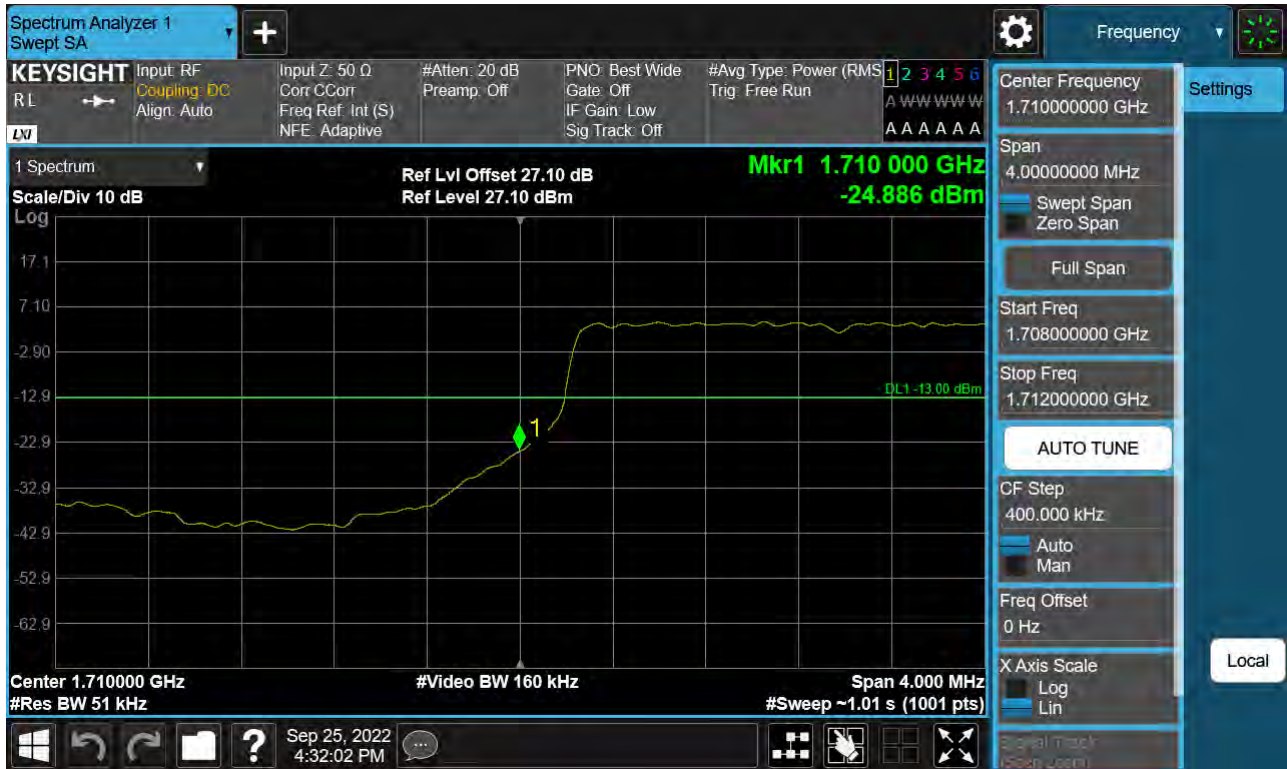 Spectrum Analyzer 1
Swept SA
Frequency
KEYSIGHT
RL
LXI
Input: RF
Coupling: DC
Align: Auto
Input Z: 50 Ω
Corr CCorr
Freq Ref: Int (S)
NFE: Adaptive
#Atten: 20 dB
Preamp: Off
PNO: Best Wide
Gate: Off
IF Gain: Low
Sig Track: Off
#Avg Type: Power (RMS
Trig: Free Run
1 2 3 4 5 6
A W W W W W
A A A A A A
1 Spectrum
Scale/Div 10 dB
Ref Lvl Offset 27.10 dB
Ref Level 27.10 dBm
Mkr1 1.710 000 GHz
-24.886 dBm
Log
17.1
7.10
-2.90
-12.9
-22.9
-32.9
-42.9
-52.9
-62.9
DL1 -13.00 dBm
1
Center 1.710000 GHz
#Res BW 51 kHz
#Video BW 160 kHz
Span 4.000 MHz
#Sweep ~1.01 s (1001 pts)
Center Frequency
1.710000000 GHz
Span
4.00000000 MHz
Swept Span
Zero Span
Full Span
Start Freq
1.708000000 GHz
Stop Freq
1.712000000 GHz
AUTO TUNE
CF Step
400.000 kHz
Auto
Man
Freq Offset
0 Hz
X Axis Scale
Log
Lin
Signal Track
(Span Zoom)
Settings
Local
Sep 25, 2022
4:32:02 PM